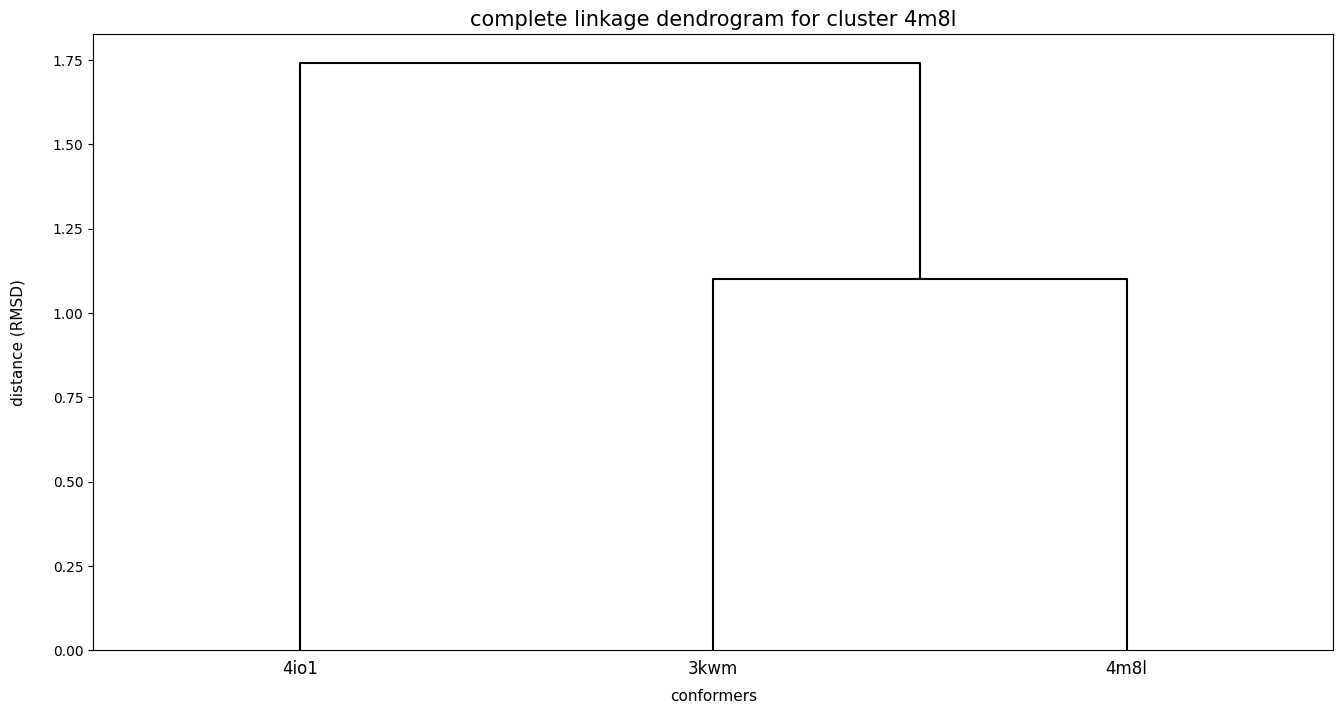 complete linkage dendrogram for cluster 4m8l
1.75
1.50
1.25
1.00
0.75
0.50
0.25
0.00
distance (RMSD)
4io1 3kwm 4m8l
conformers